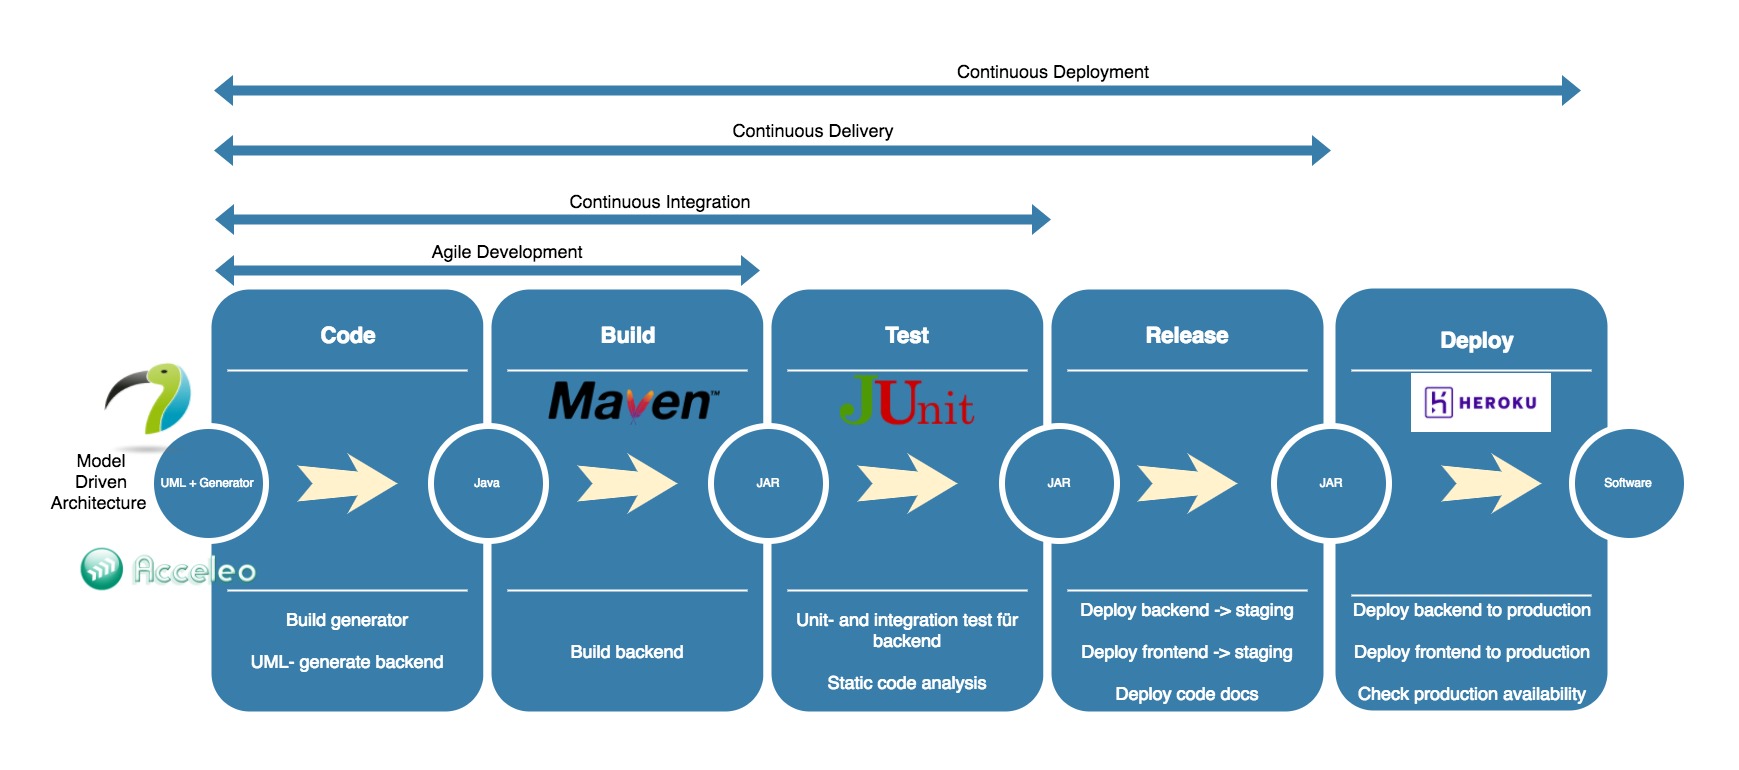 Continuous Deployment
Continuous Delivery
Continuous Integration
Agile Development
Code
Build
Test
Release
Deploy
Maven™
JUnit
HEROKU
Model
Driven
Architecture
UML + Generator
Java
JAR
JAR
JAR
Software
Acceleo
Build generator
UML- generate backend
Build backend
Unit- and integration test für
backend
Static code analysis
Deploy backend -> staging
Deploy frontend -> staging
Deploy code docs
Deploy backend to production
Deploy frontend to production
Check production availability